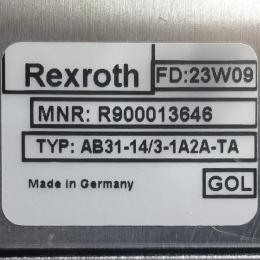 Rexroth FD:23W09
MNR: R900013646
TYP: AB31-14/3-1A2A-TA
Made in Germany GOL